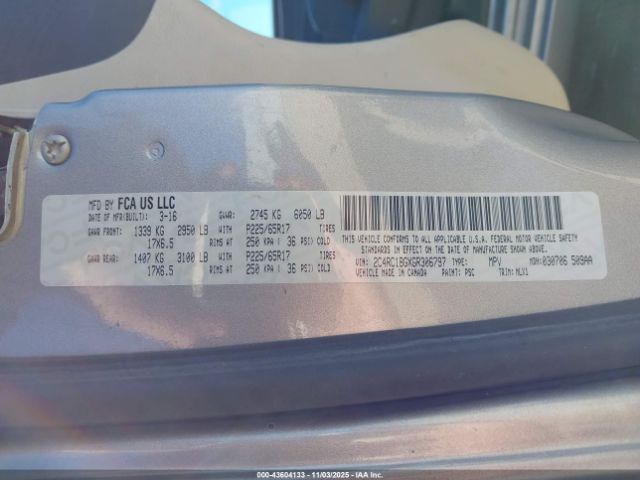 MFD BY FCA US LLC
DATE OF MFR(BUILT): 3-16 GVWR: 2745 KG 6050 LB
GAWR FRONT: 1339 KG 2950 LB WITH P225/65R17 TIRES
17X6.5 RIMS AT 250 KPA ( 36 PSI) COLD
GAWR REAR: 1407 KG 3100 LB WITH P225/65R17 TIRES
17X6.5 RIMS AT 250 KPA ( 36 PSI) COLD
THIS VEHICLE CONFORMS TO ALL APPLICABLE U.S.A. FEDERAL MOTOR VEHICLE SAFETY
STANDARDS IN EFFECT ON THE DATE OF MANUFACTURE SHOWN ABOVE.
VIN: 2C4RC1BGXGR306797 TYPE: MPV MDH: 030706 509AA
VEHICLE MADE IN CANADA PAINT: PSC TRIM: MLX1
000-43604133 - 11/03/2025 - IAA, Inc.